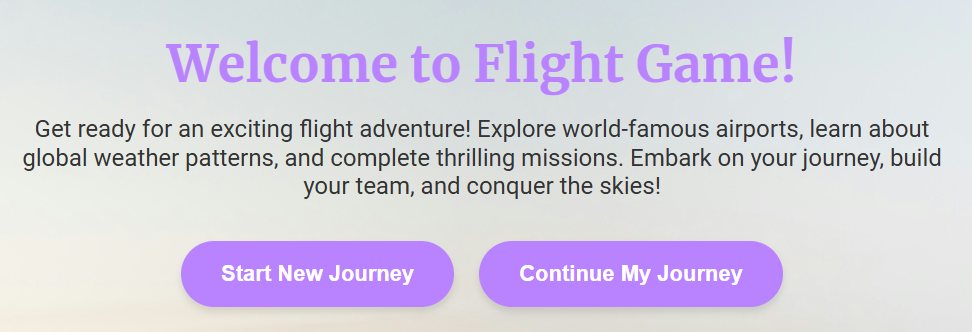 Welcome to Flight Game!
Get ready for an exciting flight adventure! Explore world-famous airports, learn about
global weather patterns, and complete thrilling missions. Embark on your journey, build
your team, and conquer the skies!
Start New Journey
Continue My Journey